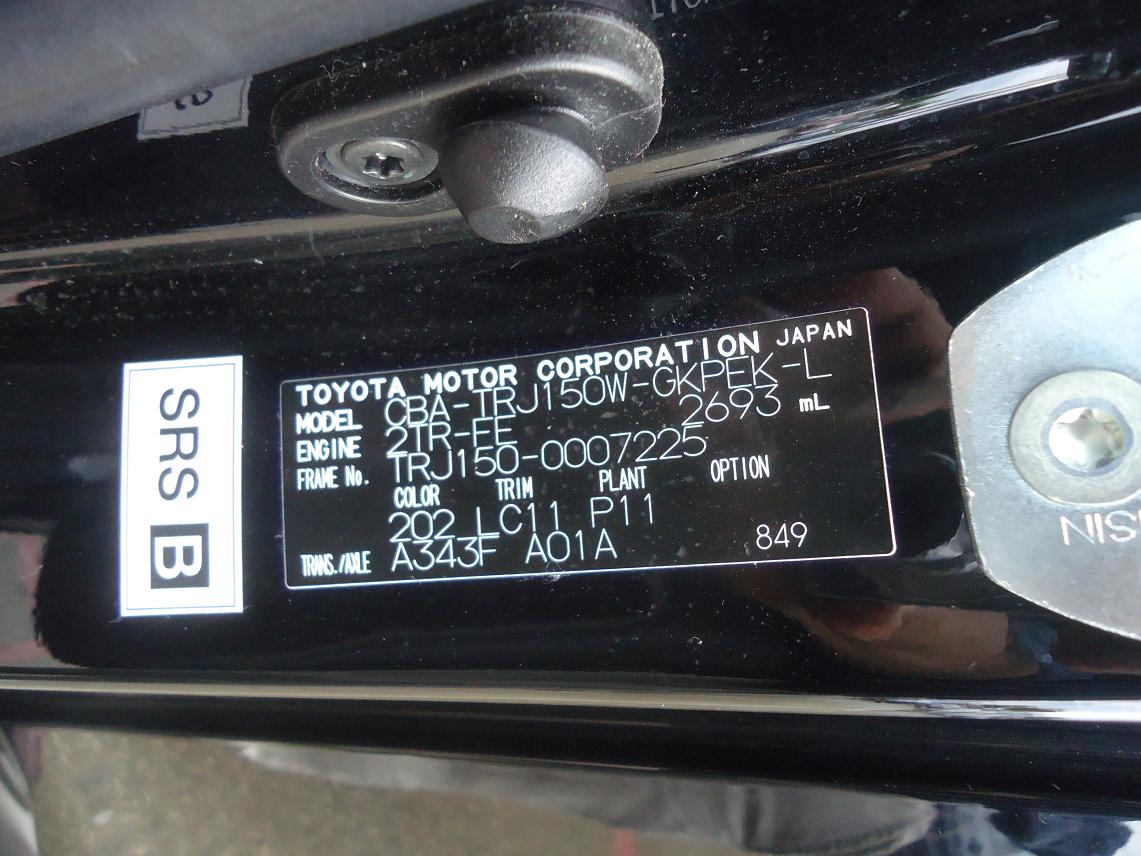 TOYOTA MOTOR CORPORATION JAPAN
MODEL CBA-TRJ150W-GKPEK-L
ENGINE 2TR-FE 2693 mL
FRAME No. TRJ150-0007225
COLOR TRIM PLANT OPTION
202 LC11 P11
TRANS./AXLE A343F A01A 849
SRS B